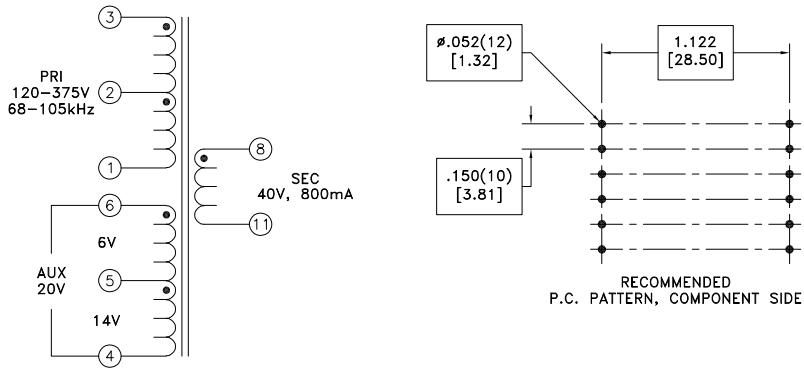 3
PRI
120-375V
68-105kHz
2
1
6
6V
AUX
20V
5
14V
4
8
SEC
40V, 800mA
11
ø.052(12)
[1.32]
1.122
[28.50]
.150(10)
[3.81]
RECOMMENDED
P.C. PATTERN, COMPONENT SIDE